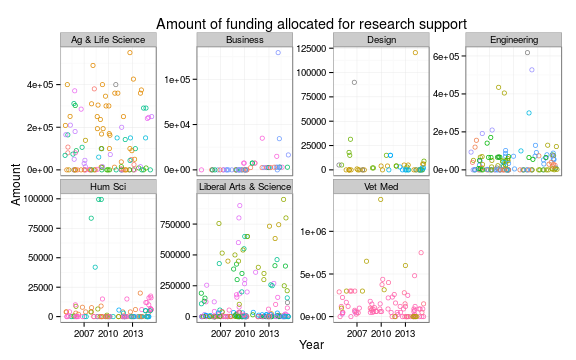 Amount of funding allocated for research support
Ag & Life Science
Business
Design
Engineering
4e+05
2e+05
0e+00
1e+05
5e+04
0e+00
125000
100000
75000
50000
25000
0
6e+05
4e+05
2e+05
0e+00
Amount
Hum Sci
Liberal Arts & Science
Vet Med
100000
75000
50000
25000
0
750000
500000
250000
0
1e+06
5e+05
0e+00
2007 2010 2013
2007 2010 2013
2007 2010 2013
Year